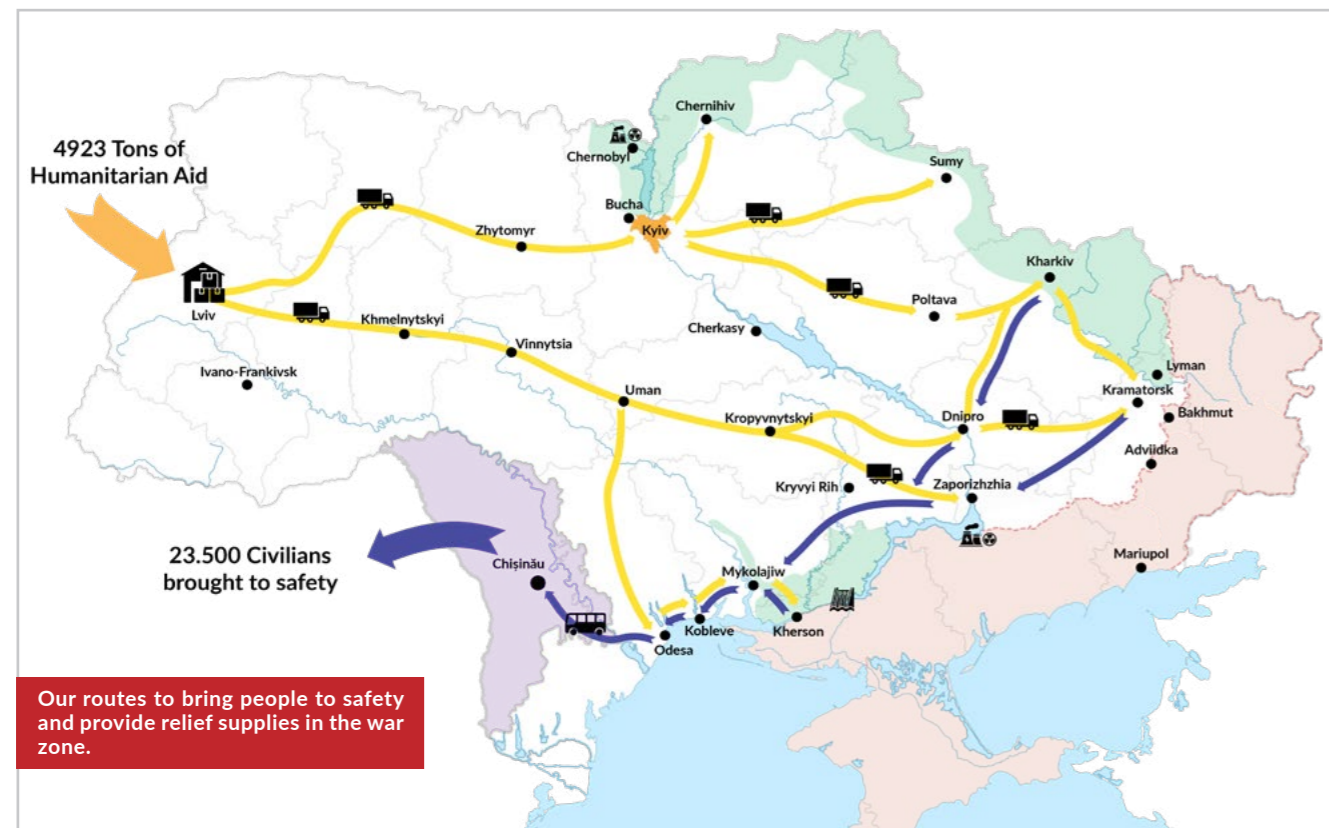 4923 Tons of
Humanitarian Aid
Chernihiv
Chernobyl
Sumy
Bucha
Kyiv
Zhytomyr
Kharkiv
Lviv
Poltava
Khmelnytskyi
Cherkasy
Vinnytsia
Ivano-Frankivsk
Lyman
Uman
Kramatorsk
Kropyvnytskyi
Dnipro
Bakhmut
Adviidka
Kryvyi Rih
Zaporizhzhia
23.500 Civilians
brought to safety
Chișinău
Mykolajiw
Mariupol
Kobleve
Kherson
Odesa
Our routes to bring people to safety
and provide relief supplies in the war
zone.